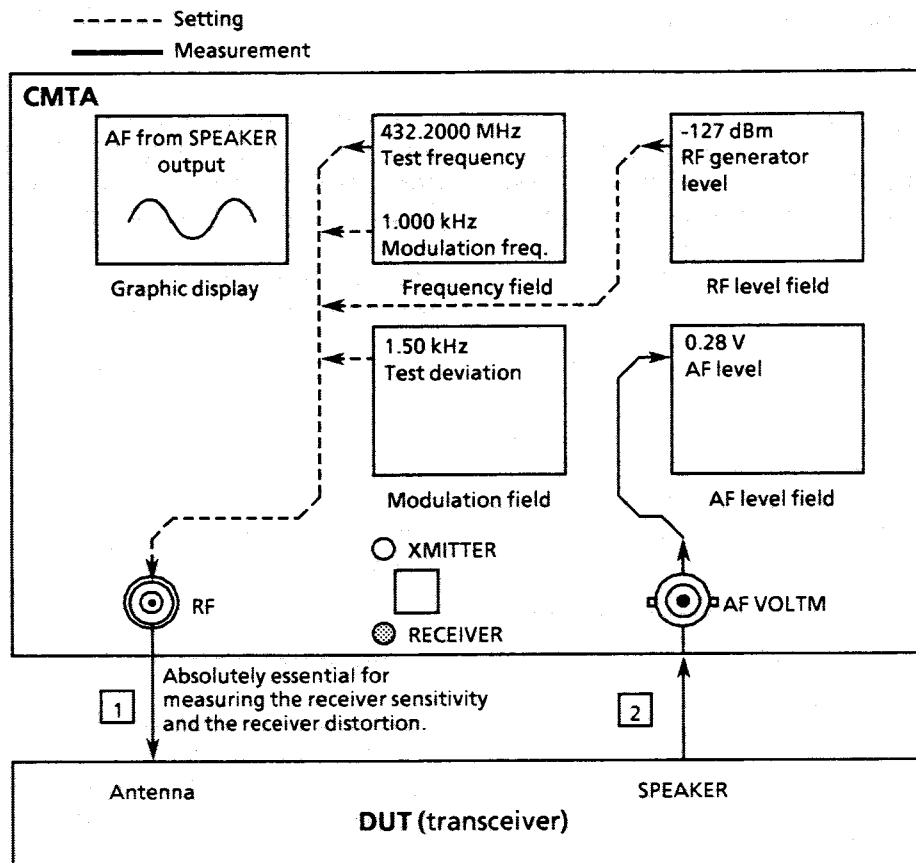 Setting
Measurement
CMTA
AF from SPEAKER
output
Graphic display
432.2000 MHz
Test frequency
1.000 kHz
Modulation freq.
Frequency field
-127 dBm
RF generator
level
RF level field
1.50 kHz
Test deviation
Modulation field
0.28 V
AF level
AF level field
XMITTER
RECEIVER
RF
AF VOLTM
1
Absolutely essential for
measuring the receiver sensitivity
and the receiver distortion.
2
Antenna
SPEAKER
DUT (transceiver)